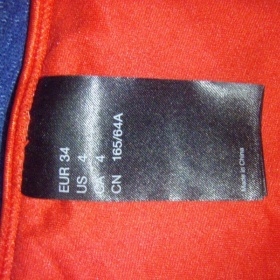 EUR 34
US 4
CA 4
CN 165/64A
Made in China